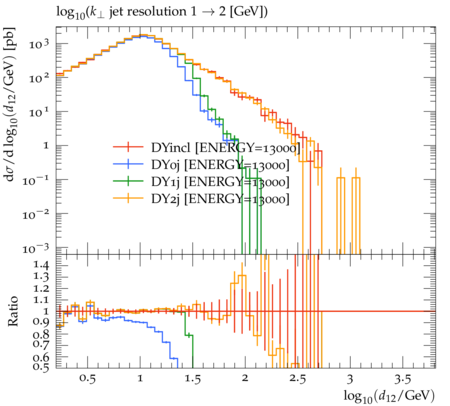 log₁₀(k⊥ jet resolution 1 → 2 [GeV])
dσ/d log₁₀(d₁₂/GeV) [pb]
10³
10²
10¹
1
10⁻¹
10⁻²
10⁻³
DYincl [ENERGY=13000]
DY0j [ENERGY=13000]
DY1j [ENERGY=13000]
DY2j [ENERGY=13000]
Ratio
1.4
1.3
1.2
1.1
1
0.9
0.8
0.7
0.6
0.5
0.5 1 1.5 2 2.5 3 3.5
log₁₀(d₁₂/GeV)